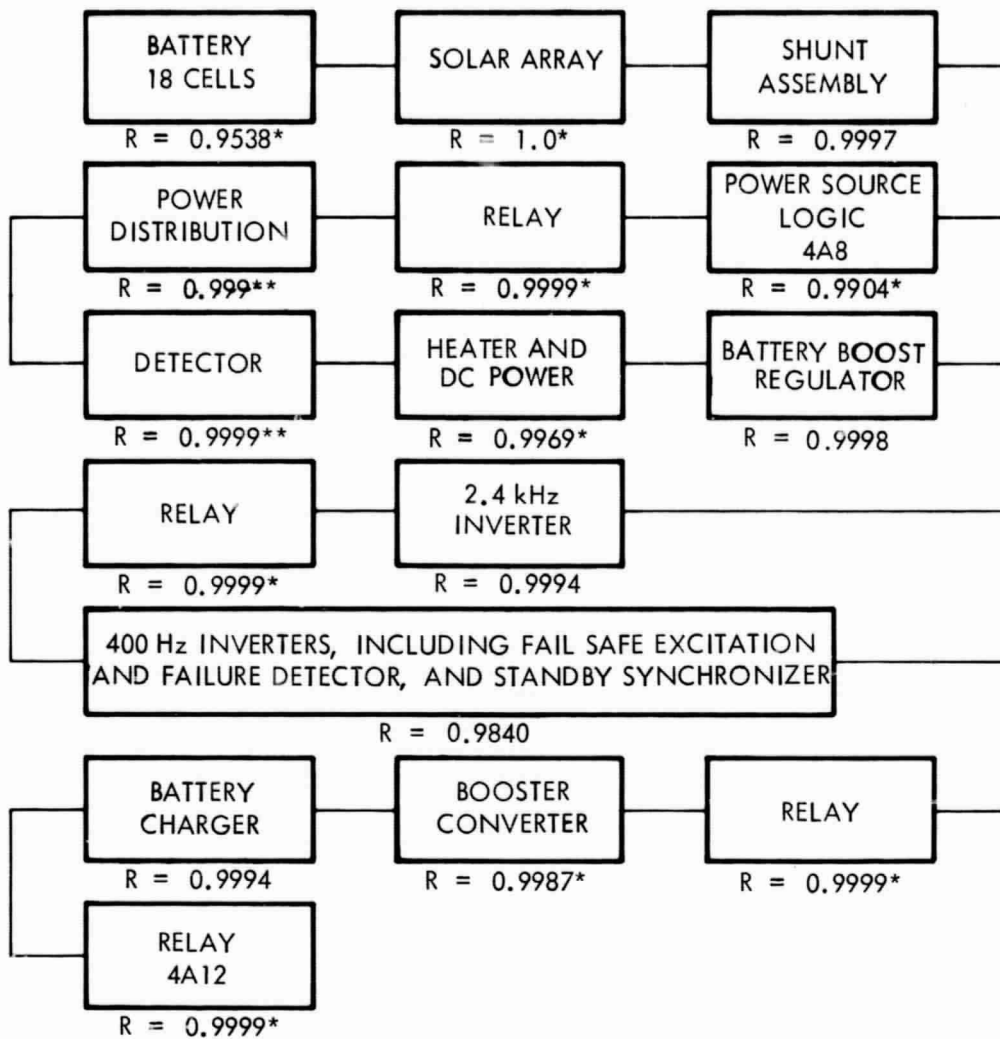 BATTERY
18 CELLS
R = 0.9538*
SOLAR ARRAY
R = 1.0*
SHUNT
ASSEMBLY
R = 0.9997
POWER
DISTRIBUTION
R = 0.999**
RELAY
R = 0.9999*
POWER SOURCE
LOGIC
4A8
R = 0.9904*
DETECTOR
R = 0.9999**
HEATER AND
DC POWER
R = 0.9969*
BATTERY BOOST
REGULATOR
R = 0.9998
RELAY
R = 0.9999*
2.4 kHz
INVERTER
R = 0.9994
400 Hz INVERTERS, INCLUDING FAIL SAFE EXCITATION
AND FAILURE DETECTOR, AND STANDBY SYNCHRONIZER
R = 0.9840
BATTERY
CHARGER
R = 0.9994
BOOSTER
CONVERTER
R = 0.9987*
RELAY
R = 0.9999*
RELAY
4A12
R = 0.9999*